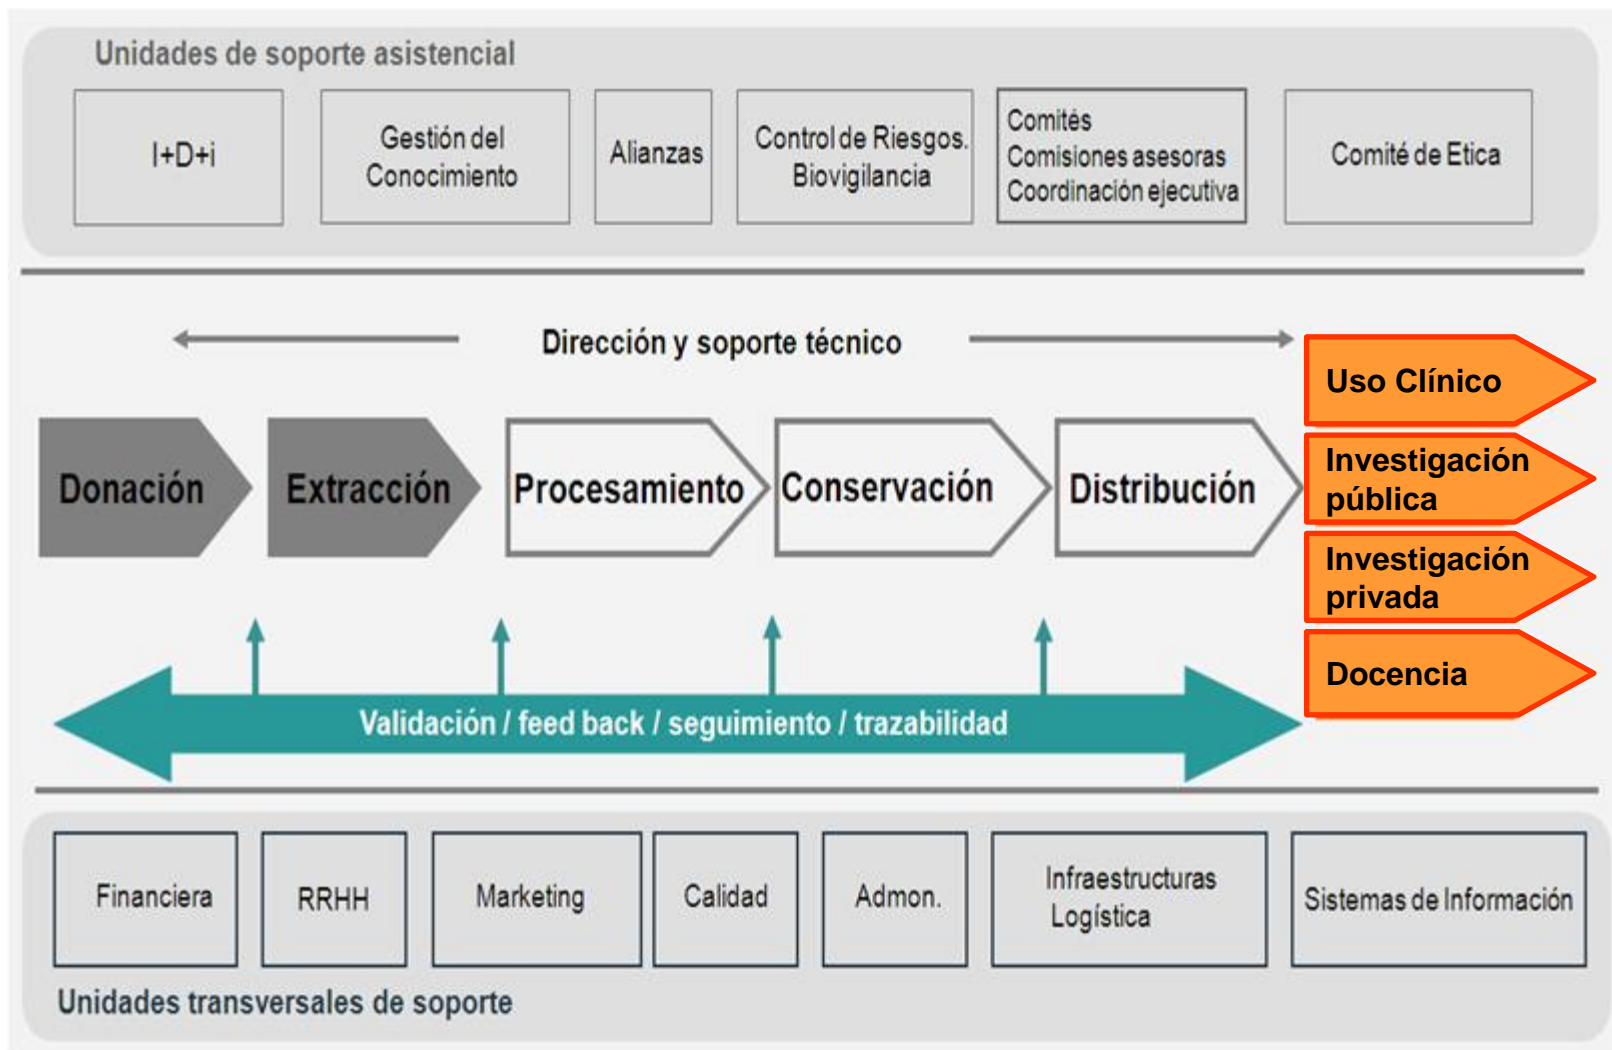 Unidades de soporte asistencial
I+D+i
Gestión del
Conocimiento
Alianzas
Control de Riesgos.
Biovigilancia
Comités
Comisiones asesoras
Coordinación ejecutiva
Comité de Etica
Dirección y soporte técnico
Donación
Extracción
Procesamiento
Conservación
Distribución
Uso Clínico
Investigación
pública
Investigación
privada
Docencia
Validación / feed back / seguimiento / trazabilidad
Financiera
RRHH
Marketing
Calidad
Admon.
Infraestructuras
Logística
Sistemas de Información
Unidades transversales de soporte